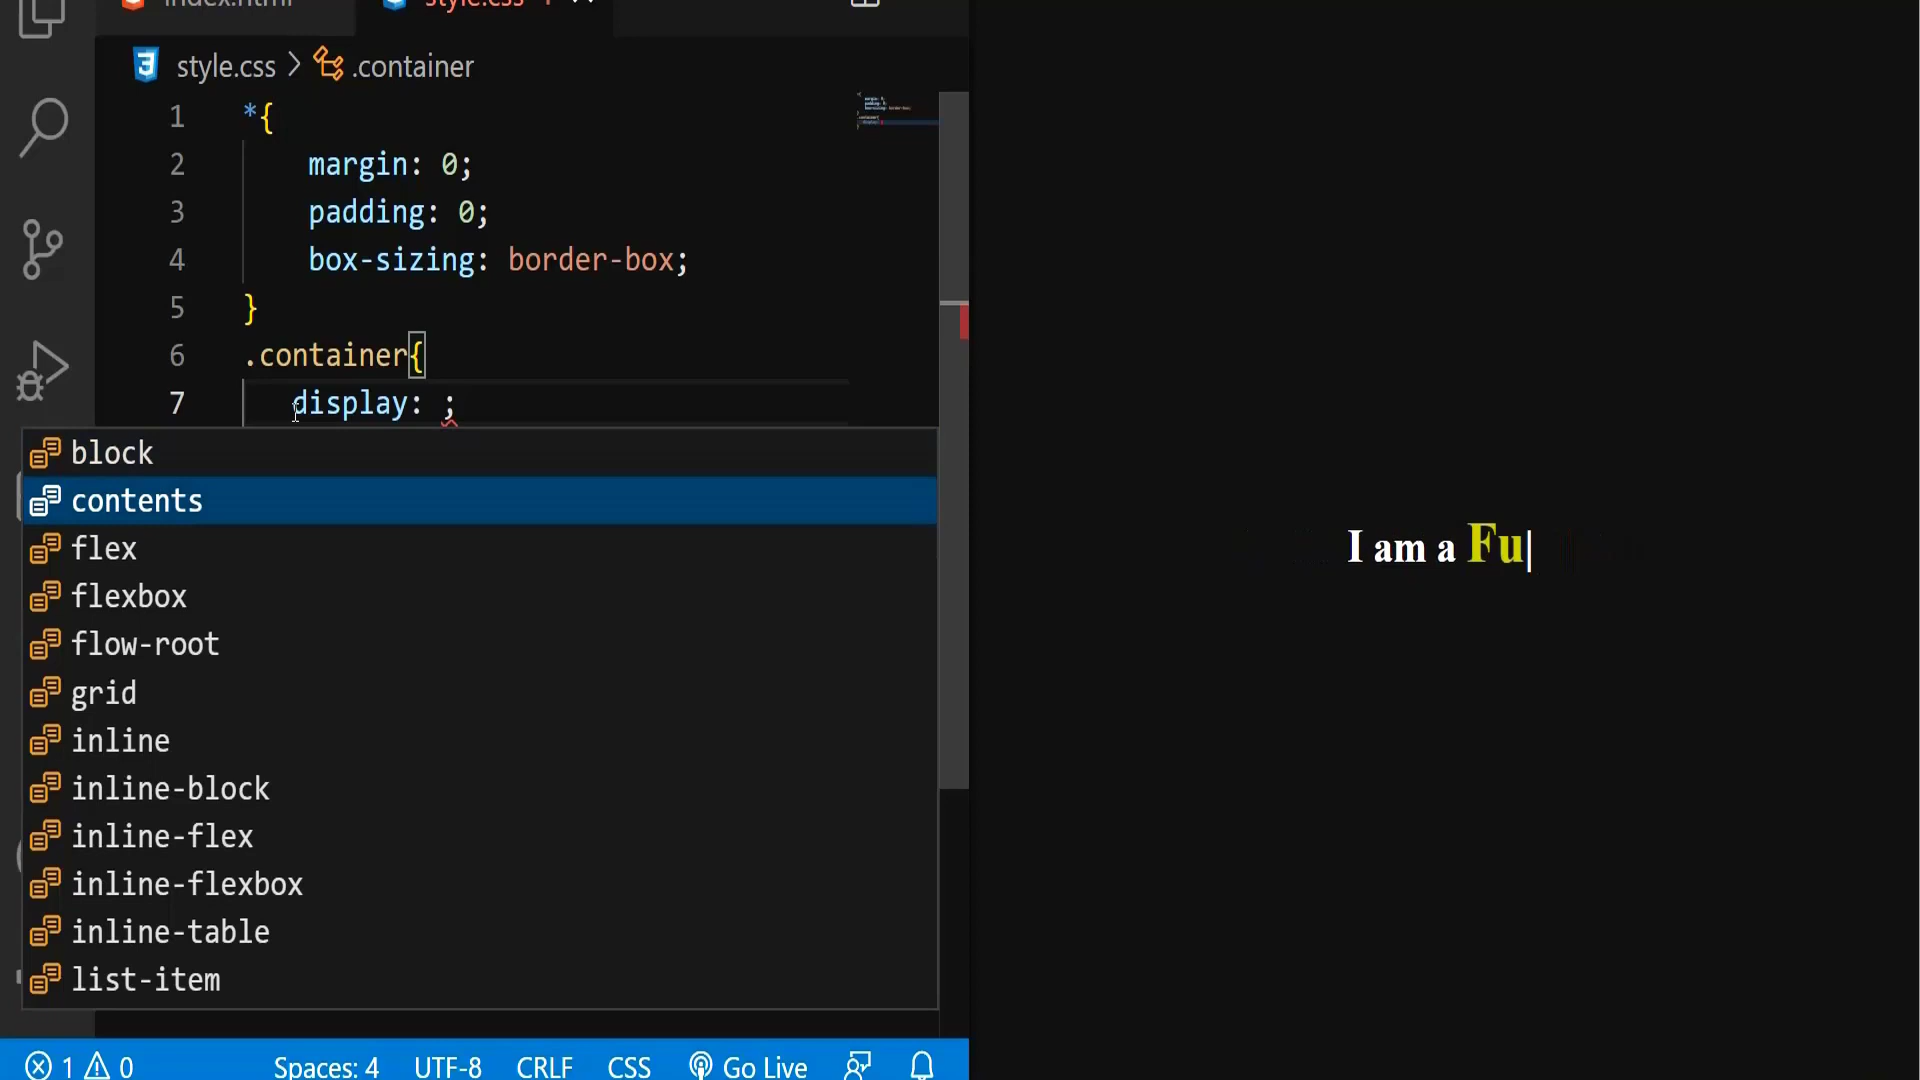 index.html
style.css 1
style.css > .container
1 *{
2 margin: 0;
3 padding: 0;
4 box-sizing: border-box;
5 }
6 .container{
7 display: ;
block
contents
flex
flexbox
flow-root
grid
inline
inline-block
inline-flex
inline-flexbox
inline-table
list-item
1 0 Spaces: 4 UTF-8 CRLF CSS Go Live
I am a Fu|